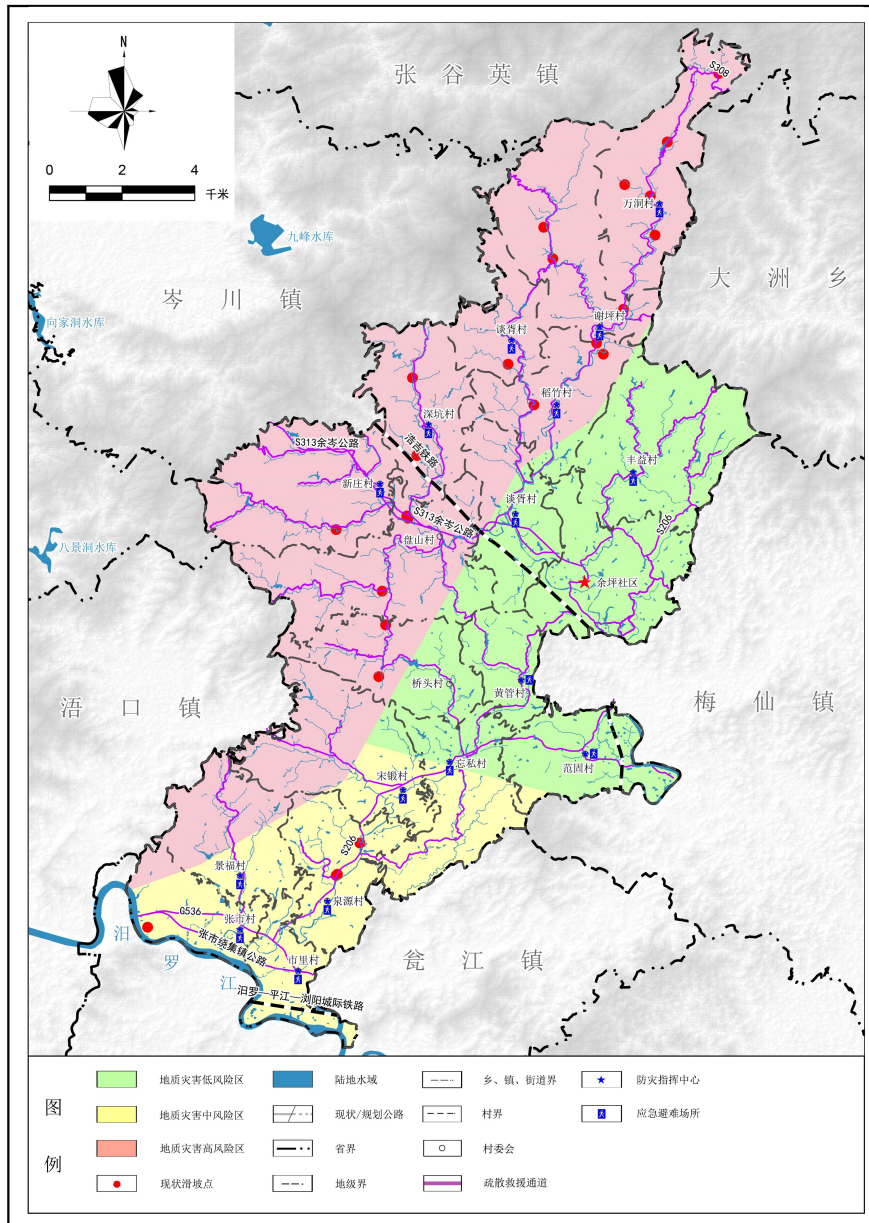 N
0 2 4
千米
张谷英镇
S308
九峰水库
万洞村
大洲乡
岑川镇
向家洞水库
谢坪村
谈胥村
稻竹村
深坑村
S313余岑公路
浩吉铁路
丰益村
新庄村
谈胥村
S313余岑公路
S206
盘山村
八景洞水库
余坪社区
桥头村
黄管村
浯口镇
梅仙镇
范固村
忘私村
宋锻村
S206
景福村
泉源村
G536
张市村
张市绕集镇公路
汨罗江
市里村
瓮江镇
汨罗—平江—浏阳城际铁路
图例
地质灾害低风险区
陆地水域
乡、镇、街道界
防灾指挥中心
地质灾害中风险区
现状/规划公路
村界
应急避难场所
地质灾害高风险区
省界
村委会
现状滑坡点
地级界
疏散救援通道